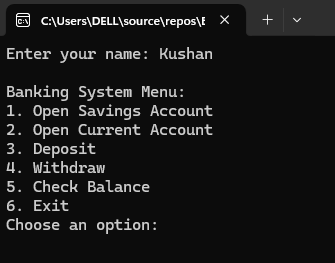 C:\Users\DELL\source\repos\E
Enter your name: Kushan
Banking System Menu:
1. Open Savings Account
2. Open Current Account
3. Deposit
4. Withdraw
5. Check Balance
6. Exit
Choose an option: